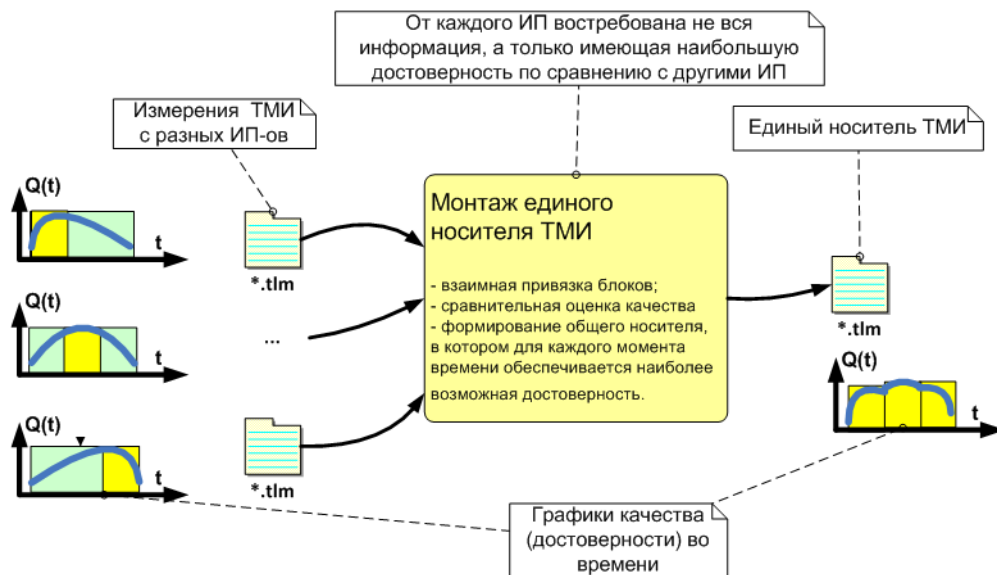 От каждого ИП востребована не вся
информация, а только имеющая наибольшую
достоверность по сравнению с другими ИП
Измерения ТМИ
с разных ИП-ов
Единый носитель ТМИ
Q(t)
t
*.tlm
Q(t)
t
...
Q(t)
t
*.tlm
Монтаж единого
носителя ТМИ
- взаимная привязка блоков;
- сравнительная оценка качества
- формирование общего носителя,
в котором для каждого момента
времени обеспечивается наиболее
возможная достоверность.
*.tlm
Q(t)
t
Графики качества
(достоверности) во
времени